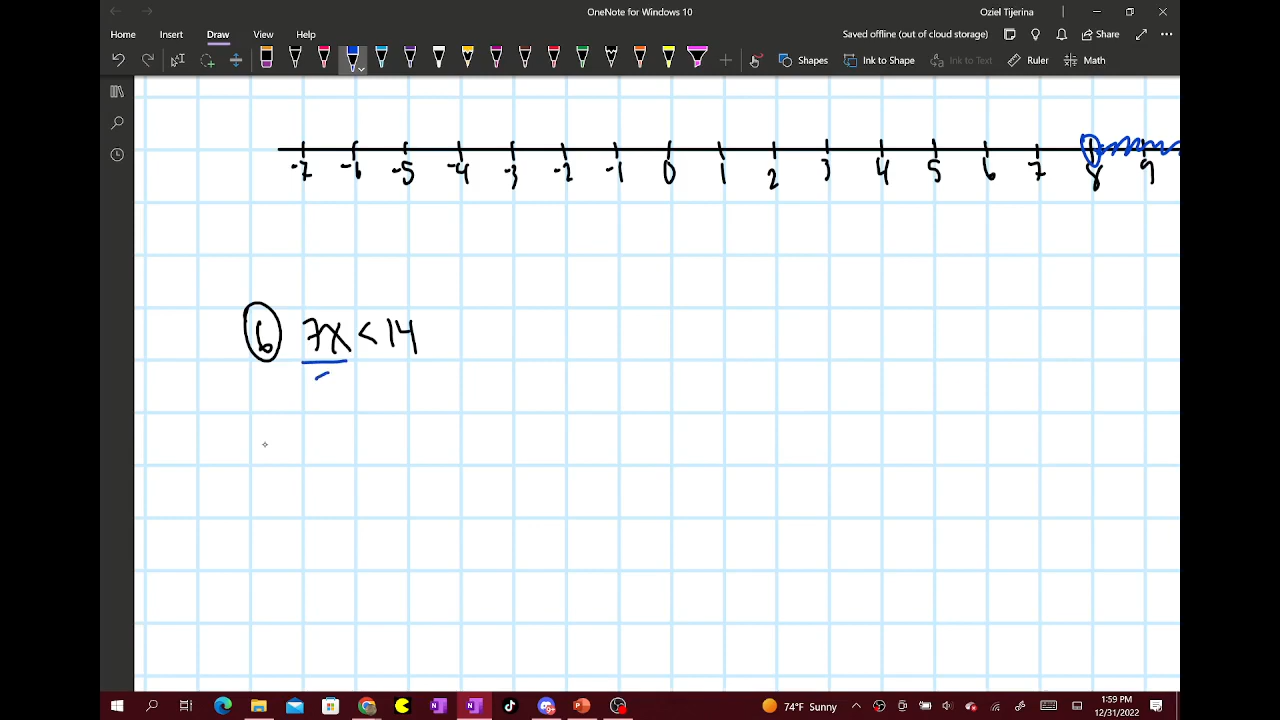 OneNote for Windows 10
Oziel Tijerina
Home Insert Draw View Help
Saved offline (out of cloud storage) Share
Shapes Ink to Shape Ink to Text Ruler Math
-7 -6 -5 -4 -3 -2 -1 0 1 2 3 4 5 6 7 8 9
6 7x < 14
74°F Sunny
1:59 PM
12/31/2022